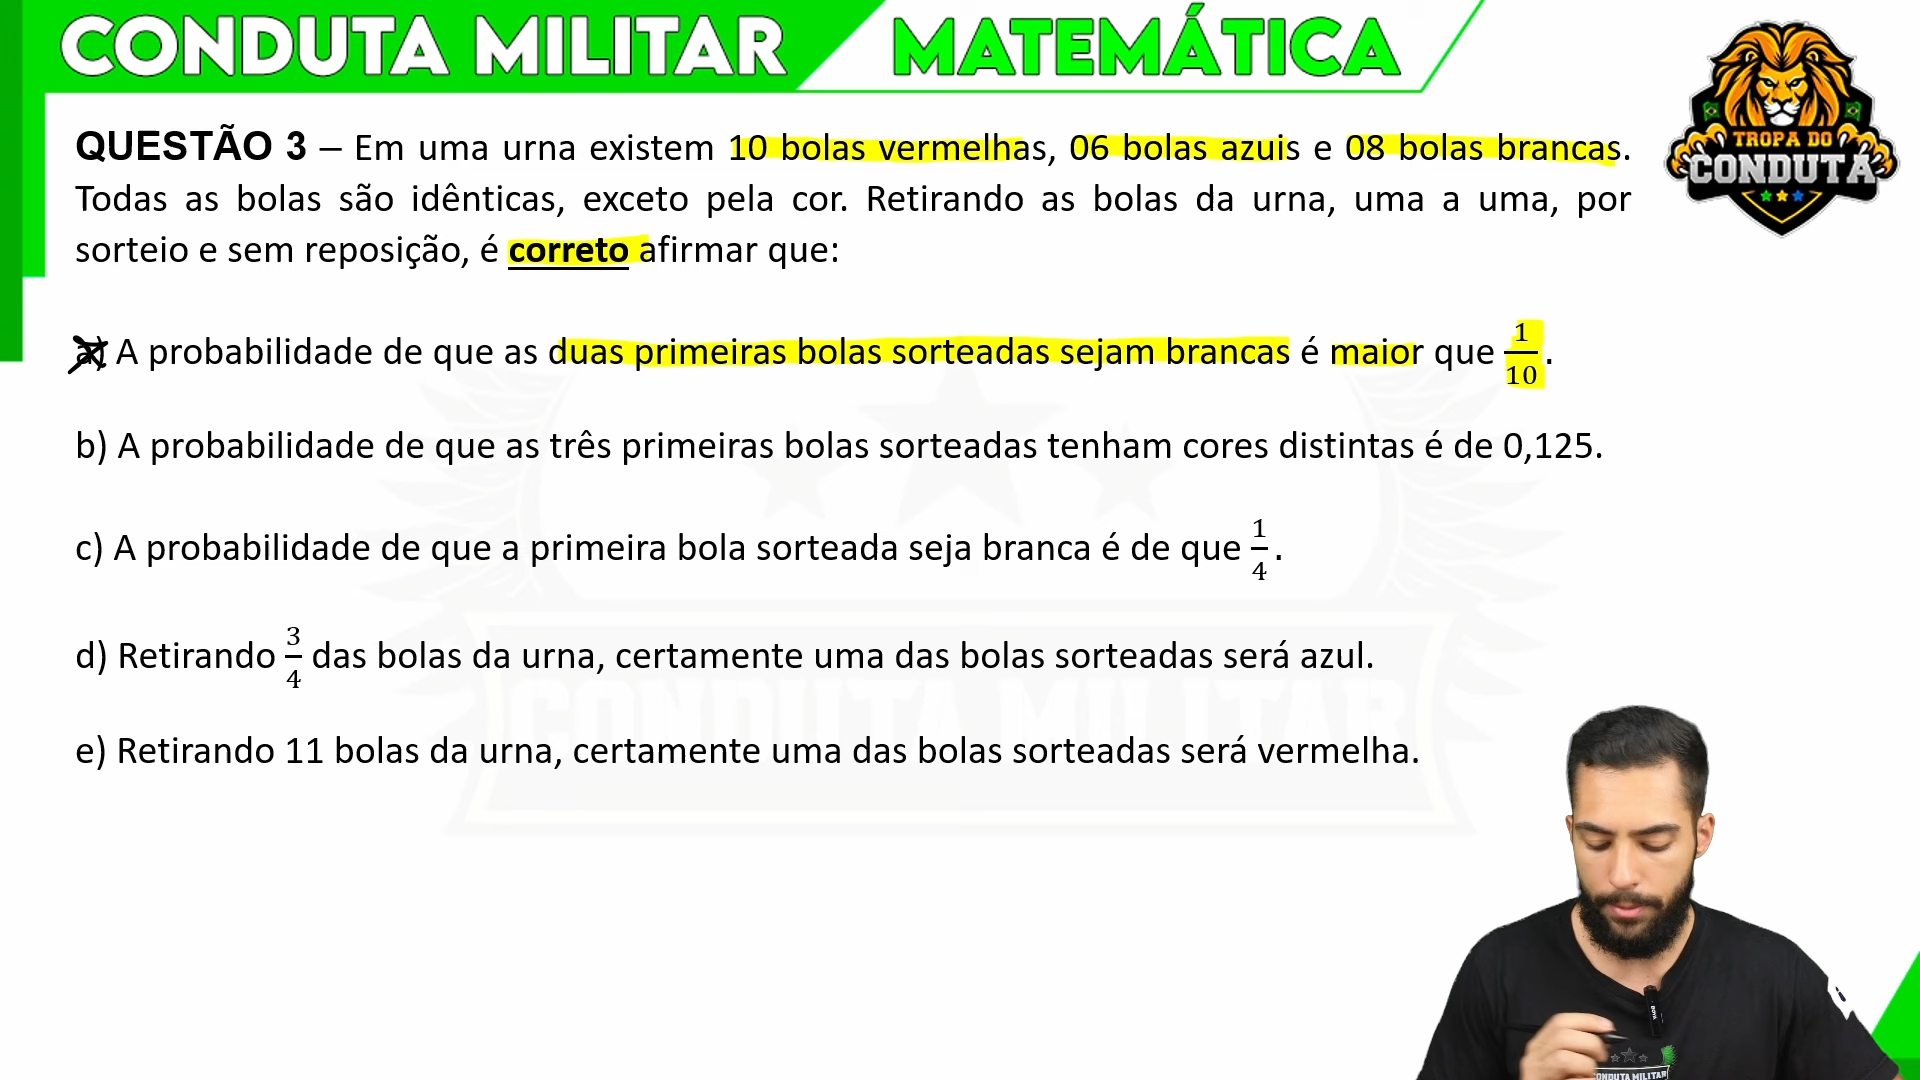 CONDUTA MILITAR MATEMÁTICA
TROPA DO
CONDUTA
QUESTÃO 3 – Em uma urna existem 10 bolas vermelhas, 06 bolas azuis e 08 bolas brancas.
Todas as bolas são idênticas, exceto pela cor. Retirando as bolas da urna, uma a uma, por
sorteio e sem reposição, é correto afirmar que:
a) A probabilidade de que as duas primeiras bolas sorteadas sejam brancas é maior que 1/10.
b) A probabilidade de que as três primeiras bolas sorteadas tenham cores distintas é de 0,125.
c) A probabilidade de que a primeira bola sorteada seja branca é de que 1/4.
d) Retirando 3/4 das bolas da urna, certamente uma das bolas sorteadas será azul.
e) Retirando 11 bolas da urna, certamente uma das bolas sorteadas será vermelha.
CONDUTA MILITAR
CONDUTA MILITAR